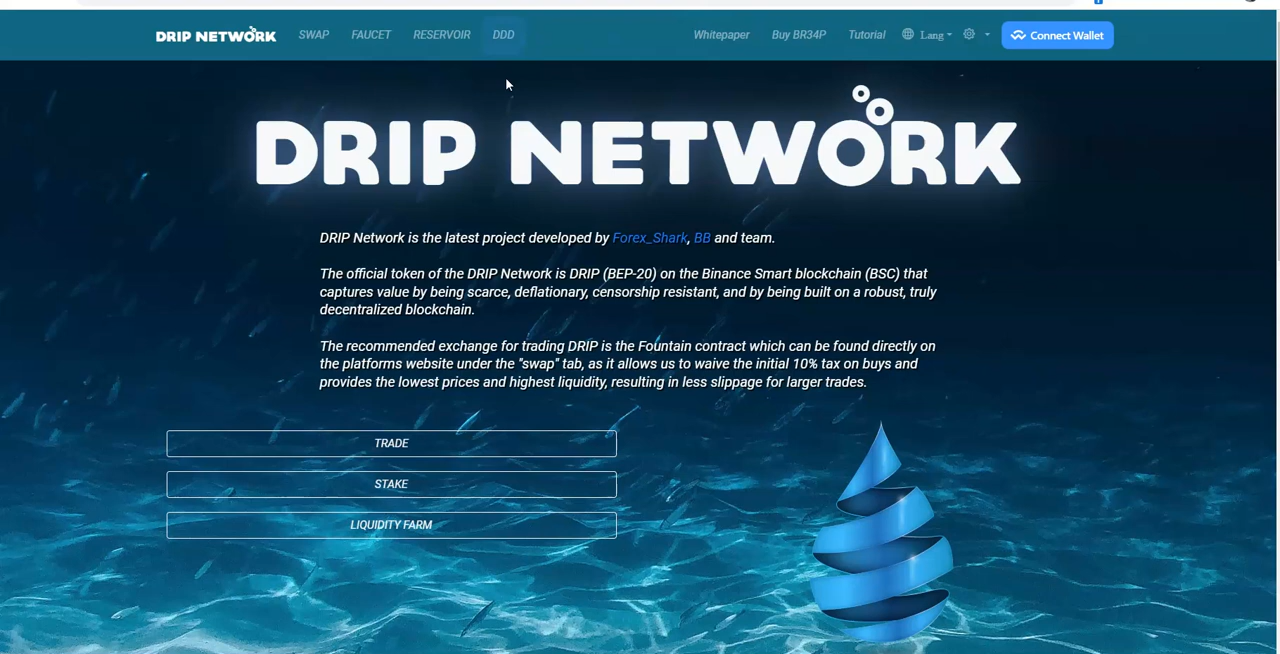 DRIP NETWORK SWAP FAUCET RESERVOIR DDD Whitepaper Buy BR34P Tutorial Lang Connect Wallet
DRIP NETWORK
DRIP Network is the latest project developed by Forex_Shark, BB and team.
The official token of the DRIP Network is DRIP (BEP-20) on the Binance Smart blockchain (BSC) that
captures value by being scarce, deflationary, censorship resistant, and by being built on a robust, truly
decentralized blockchain.
The recommended exchange for trading DRIP is the Fountain contract which can be found directly on
the platforms website under the "swap" tab, as it allows us to waive the initial 10% tax on buys and
provides the lowest prices and highest liquidity, resulting in less slippage for larger trades.
TRADE
STAKE
LIQUIDITY FARM